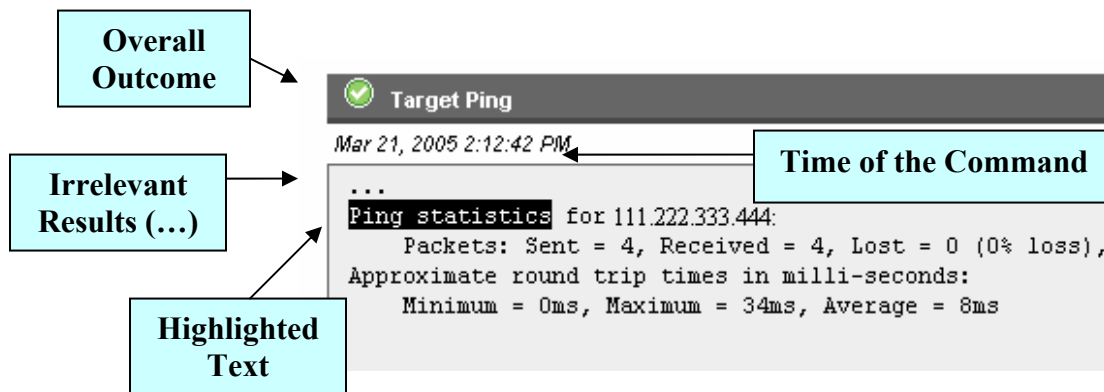 Overall
Outcome
Target Ping
Mar 21, 2005 2:12:42 PM
Time of the Command
Irrelevant
Results (…)
...
Ping statistics for 111.222.333.444:
Packets: Sent = 4, Received = 4, Lost = 0 (0% loss),
Approximate round trip times in milli-seconds:
Minimum = 0ms, Maximum = 34ms, Average = 8ms
Highlighted
Text